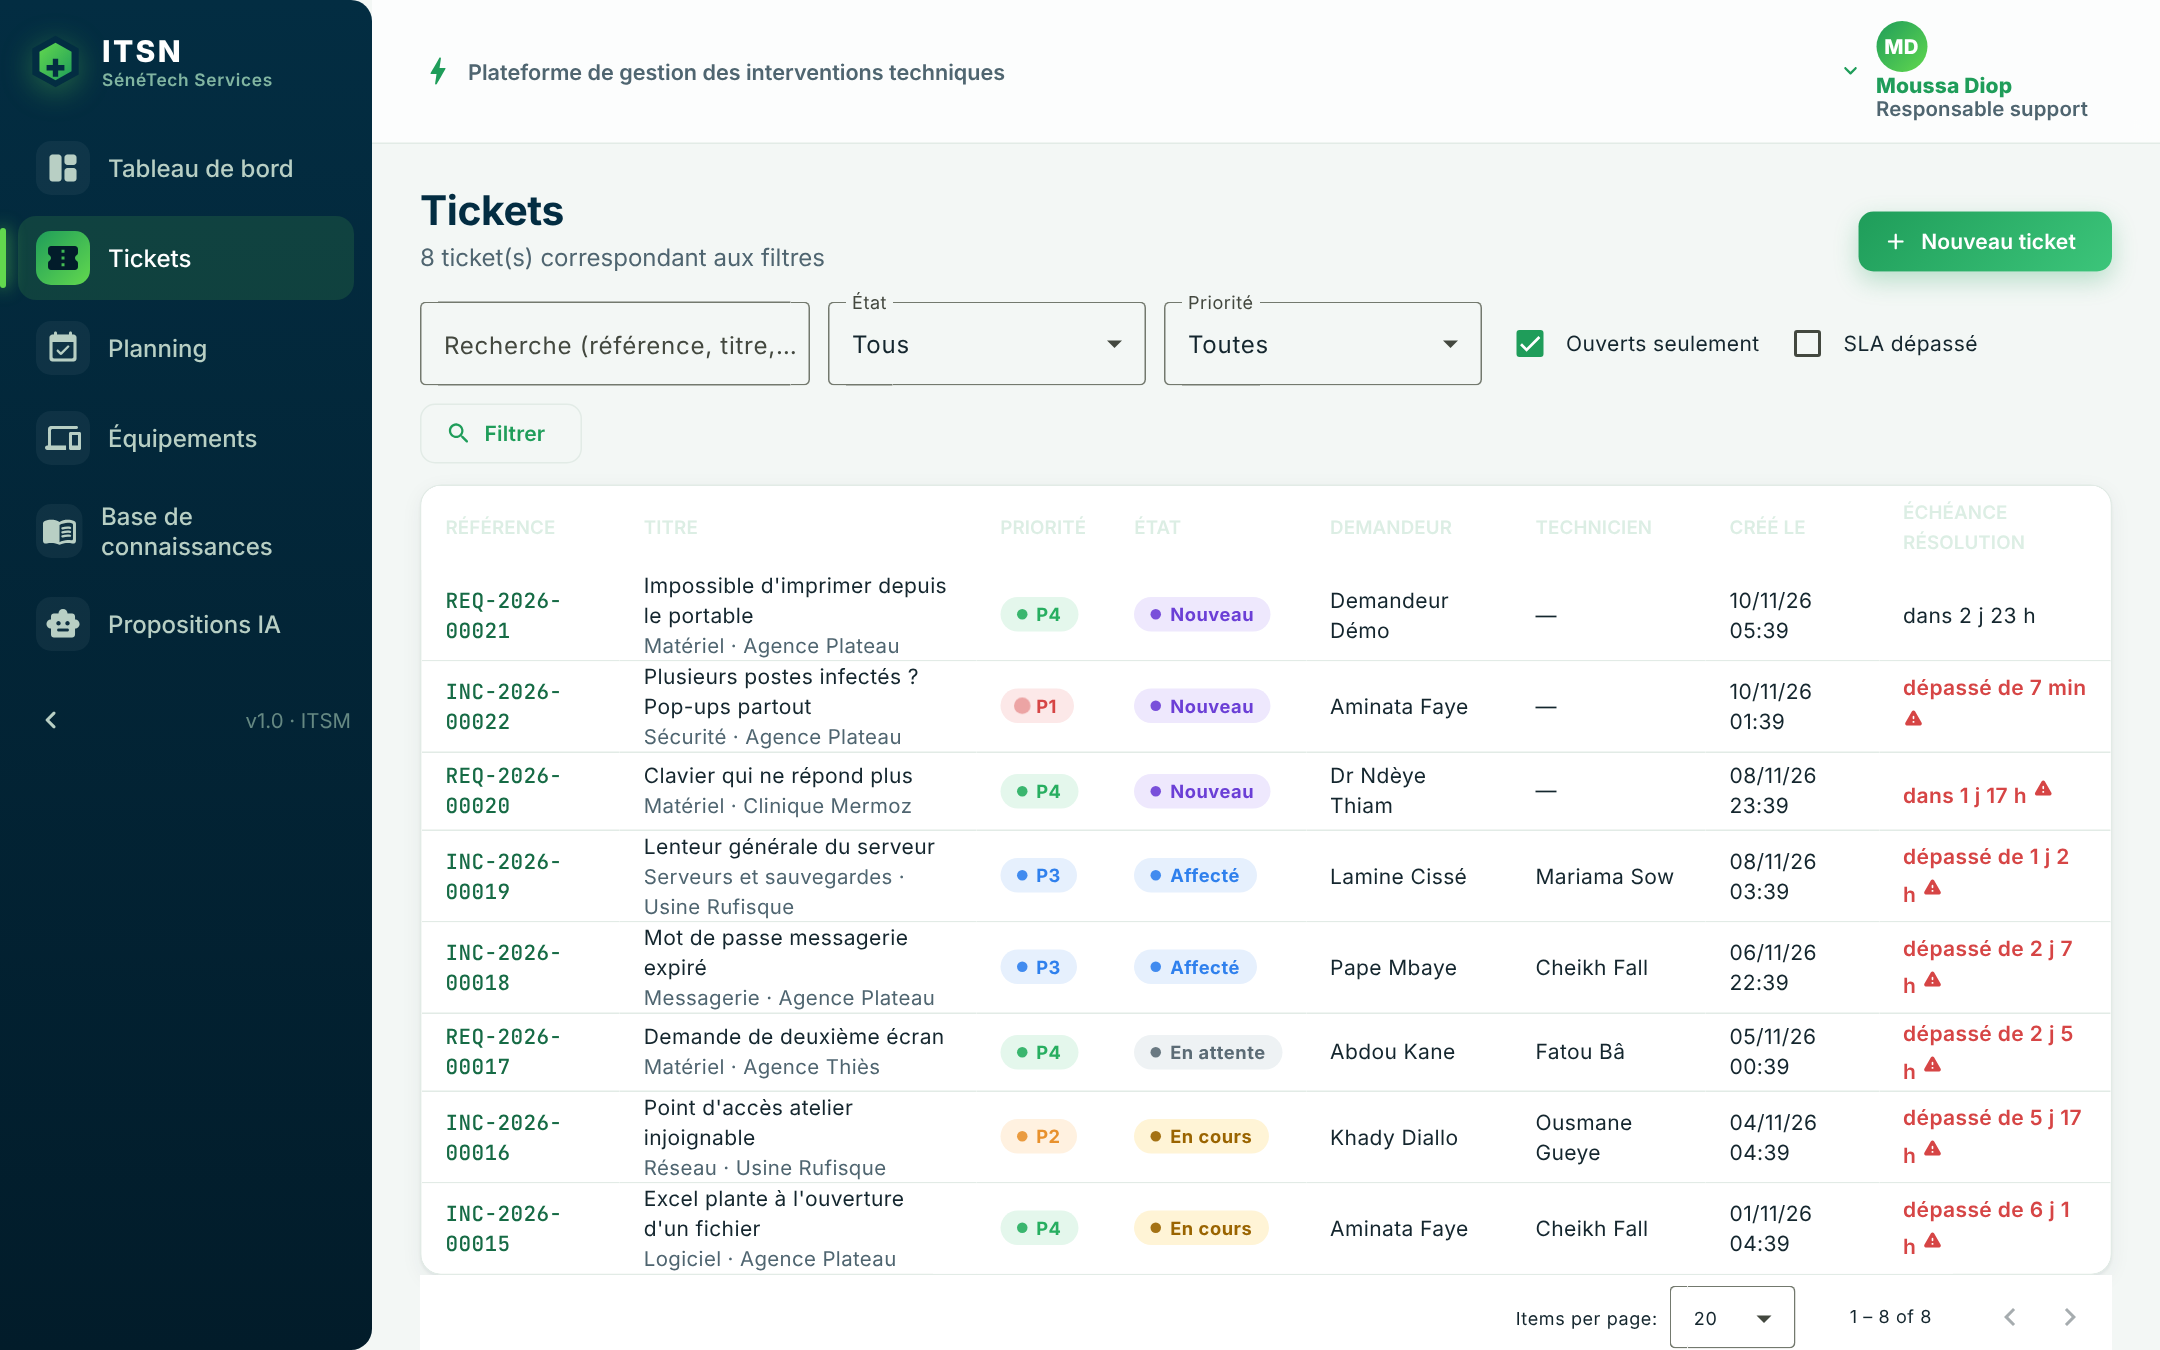 ITSN
SénéTech Services
Tableau de bord
Tickets
Planning
Équipements
Base de
connaissances
Propositions IA
v1.0 · ITSM
Plateforme de gestion des interventions techniques
MD
Moussa Diop
Responsable support
Tickets
8 ticket(s) correspondant aux filtres
+ Nouveau ticket
Recherche (référence, titre,...
État
Tous
Priorité
Toutes
Ouverts seulement
SLA dépassé
Filtrer
RÉFÉRENCE TITRE PRIORITÉ ÉTAT DEMANDEUR TECHNICIEN CRÉÉ LE ÉCHÉANCE
RÉSOLUTION
REQ-2026-
00021
Impossible d'imprimer depuis
le portable
Matériel · Agence Plateau
P4
Nouveau
Demandeur
Démo
—
10/11/26
05:39
dans 2 j 23 h
INC-2026-
00022
Plusieurs postes infectés ?
Pop-ups partout
Sécurité · Agence Plateau
P1
Nouveau
Aminata Faye
—
10/11/26
01:39
dépassé de 7 min
REQ-2026-
00020
Clavier qui ne répond plus
Matériel · Clinique Mermoz
P4
Nouveau
Dr Ndèye
Thiam
—
08/11/26
23:39
dans 1 j 17 h
INC-2026-
00019
Lenteur générale du serveur
Serveurs et sauvegardes ·
Usine Rufisque
P3
Affecté
Lamine Cissé
Mariama Sow
08/11/26
03:39
dépassé de 1 j 2
h
INC-2026-
00018
Mot de passe messagerie
expiré
Messagerie · Agence Plateau
P3
Affecté
Pape Mbaye
Cheikh Fall
06/11/26
22:39
dépassé de 2 j 7
h
REQ-2026-
00017
Demande de deuxième écran
Matériel · Agence Thiès
P4
En attente
Abdou Kane
Fatou Bâ
05/11/26
00:39
dépassé de 2 j 5
h
INC-2026-
00016
Point d'accès atelier
injoignable
Réseau · Usine Rufisque
P2
En cours
Khady Diallo
Ousmane
Gueye
04/11/26
04:39
dépassé de 5 j 17
h
INC-2026-
00015
Excel plante à l'ouverture
d'un fichier
Logiciel · Agence Plateau
P4
En cours
Aminata Faye
Cheikh Fall
01/11/26
04:39
dépassé de 6 j 1
h
Items per page:
20
1 – 8 of 8